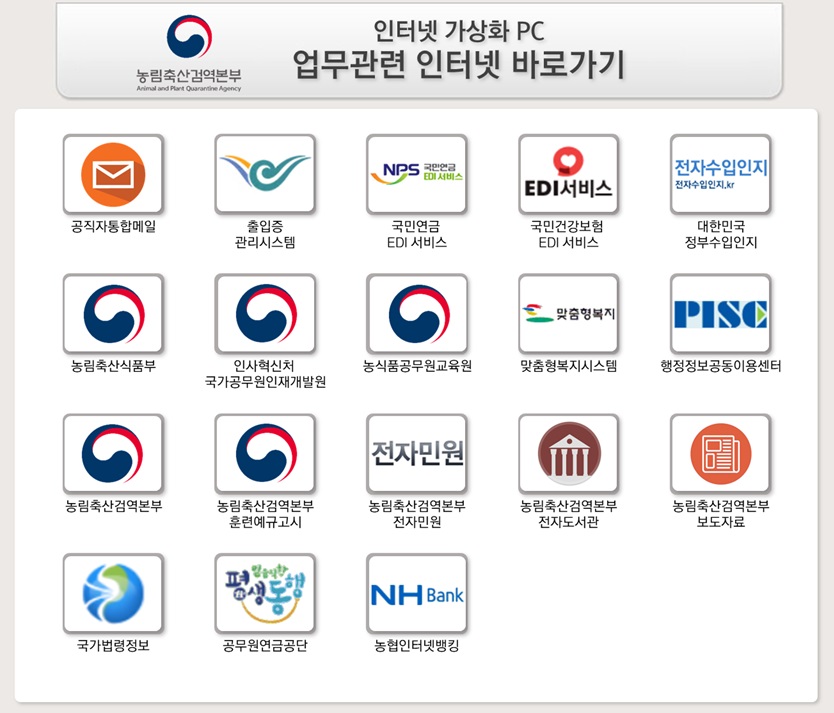 인터넷 가상화 PC
농림축산검역본부
Animal and Plant Quarantine Agency
업무관련 인터넷 바로가기
공직자통합메일
출입증
관리시스템
NPS 국민연금
EDI 서비스
국민연금
EDI 서비스
EDI서비스
국민건강보험
EDI 서비스
전자수입인지
전자수입인지.kr
대한민국
정부수입인지
농림축산식품부
인사혁신처
국가공무원인재개발원
농식품공무원교육원
맞춤형복지
맞춤형복지시스템
PISC
행정정보공동이용센터
농림축산검역본부
농림축산검역본부
훈련예규고시
전자민원
농림축산검역본부
전자민원
농림축산검역본부
전자도서관
농림축산검역본부
보도자료
국가법령정보
평생동행
공무원연금공단
NH Bank
농협인터넷뱅킹